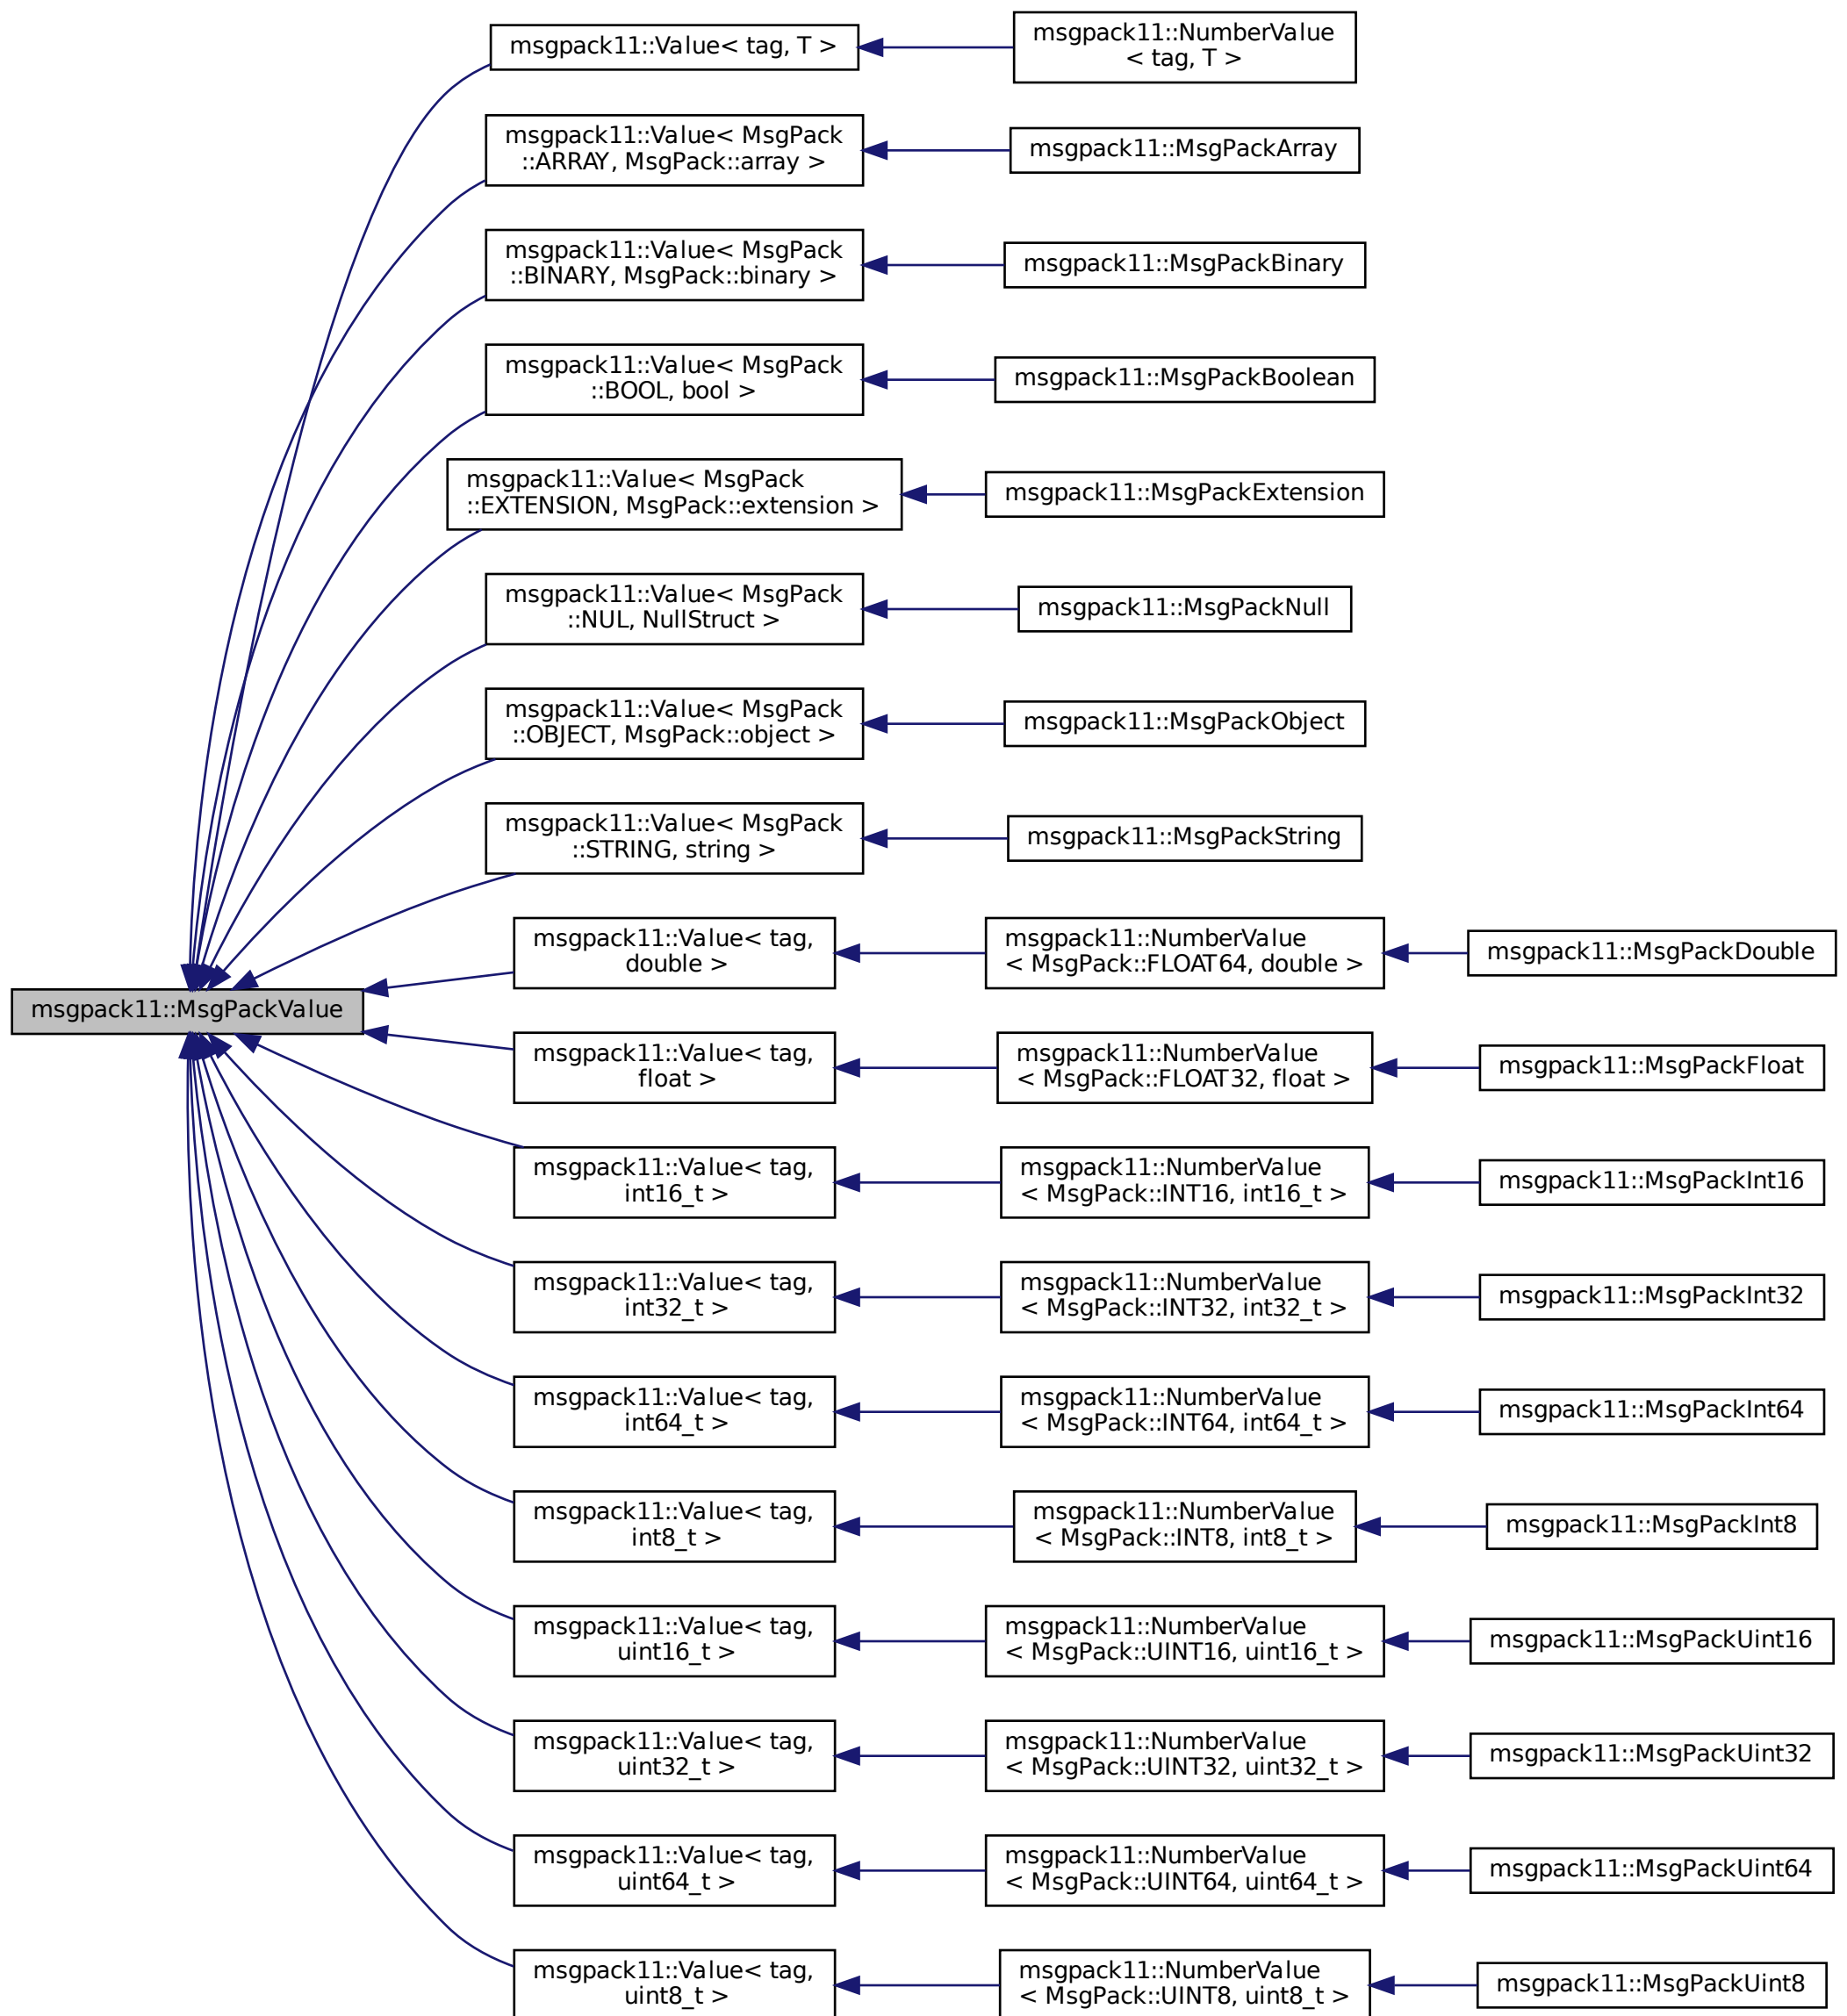 msgpack11::Value< tag, T >
msgpack11::NumberValue
< tag, T >
msgpack11::Value< MsgPack
::ARRAY, MsgPack::array >
msgpack11::MsgPackArray
msgpack11::Value< MsgPack
::BINARY, MsgPack::binary >
msgpack11::MsgPackBinary
msgpack11::Value< MsgPack
::BOOL, bool >
msgpack11::MsgPackBoolean
msgpack11::Value< MsgPack
::EXTENSION, MsgPack::extension >
msgpack11::MsgPackExtension
msgpack11::Value< MsgPack
::NUL, NullStruct >
msgpack11::MsgPackNull
msgpack11::Value< MsgPack
::OBJECT, MsgPack::object >
msgpack11::MsgPackObject
msgpack11::Value< MsgPack
::STRING, string >
msgpack11::MsgPackString
msgpack11::Value< tag,
double >
msgpack11::NumberValue
< MsgPack::FLOAT64, double >
msgpack11::MsgPackDouble
msgpack11::MsgPackValue
msgpack11::Value< tag,
float >
msgpack11::NumberValue
< MsgPack::FLOAT32, float >
msgpack11::MsgPackFloat
msgpack11::Value< tag,
int16_t >
msgpack11::NumberValue
< MsgPack::INT16, int16_t >
msgpack11::MsgPackInt16
msgpack11::Value< tag,
int32_t >
msgpack11::NumberValue
< MsgPack::INT32, int32_t >
msgpack11::MsgPackInt32
msgpack11::Value< tag,
int64_t >
msgpack11::NumberValue
< MsgPack::INT64, int64_t >
msgpack11::MsgPackInt64
msgpack11::Value< tag,
int8_t >
msgpack11::NumberValue
< MsgPack::INT8, int8_t >
msgpack11::MsgPackInt8
msgpack11::Value< tag,
uint16_t >
msgpack11::NumberValue
< MsgPack::UINT16, uint16_t >
msgpack11::MsgPackUint16
msgpack11::Value< tag,
uint32_t >
msgpack11::NumberValue
< MsgPack::UINT32, uint32_t >
msgpack11::MsgPackUint32
msgpack11::Value< tag,
uint64_t >
msgpack11::NumberValue
< MsgPack::UINT64, uint64_t >
msgpack11::MsgPackUint64
msgpack11::Value< tag,
uint8_t >
msgpack11::NumberValue
< MsgPack::UINT8, uint8_t >
msgpack11::MsgPackUint8